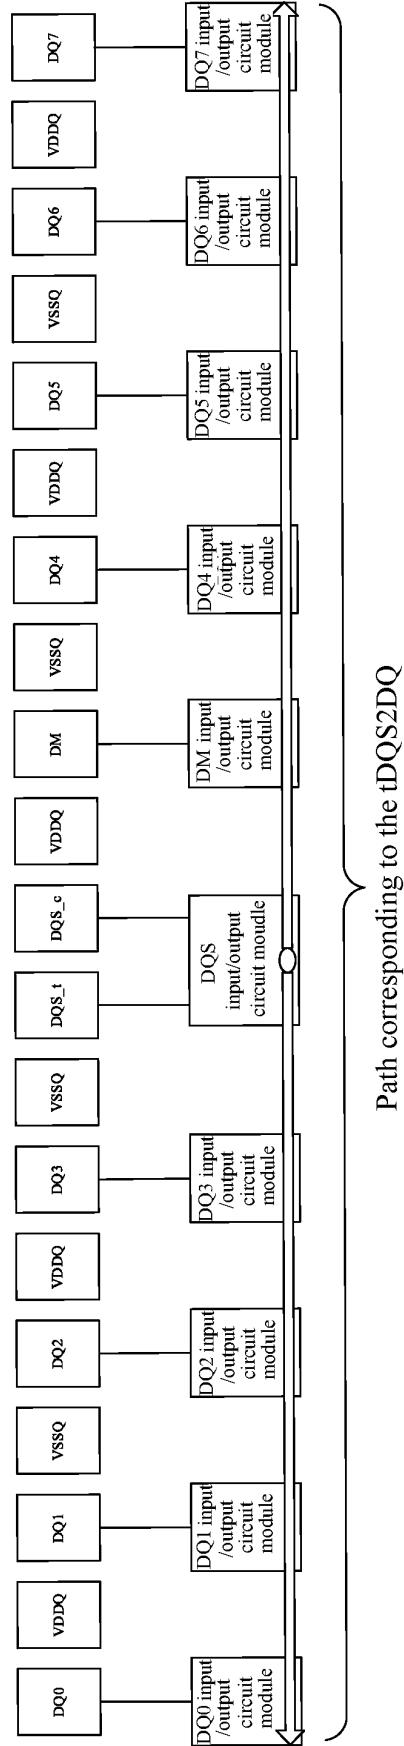 DQ0
VDDQ
DQ1
VSSQ
DQ2
VDDQ
DQ3
VSSQ
DQS_t
DQS_c
VDDQ
DM
VSSQ
DQ4
VDDQ
DQ5
VSSQ
DQ6
VDDQ
DQ7
DQ0 input
/output
circuit
module
DQ1 input
/output
circuit
module
DQ2 input
/output
circuit
module
DQ3 input
/output
circuit
module
DQS
input/output
circuit moudle
DM input
/output
circuit
module
DQ4 input
/output
circuit
module
DQ5 input
/output
circuit
module
DQ6 input
/output
circuit
module
DQ7 input
/output
circuit
module
Path corresponding to the tDQS2DQ